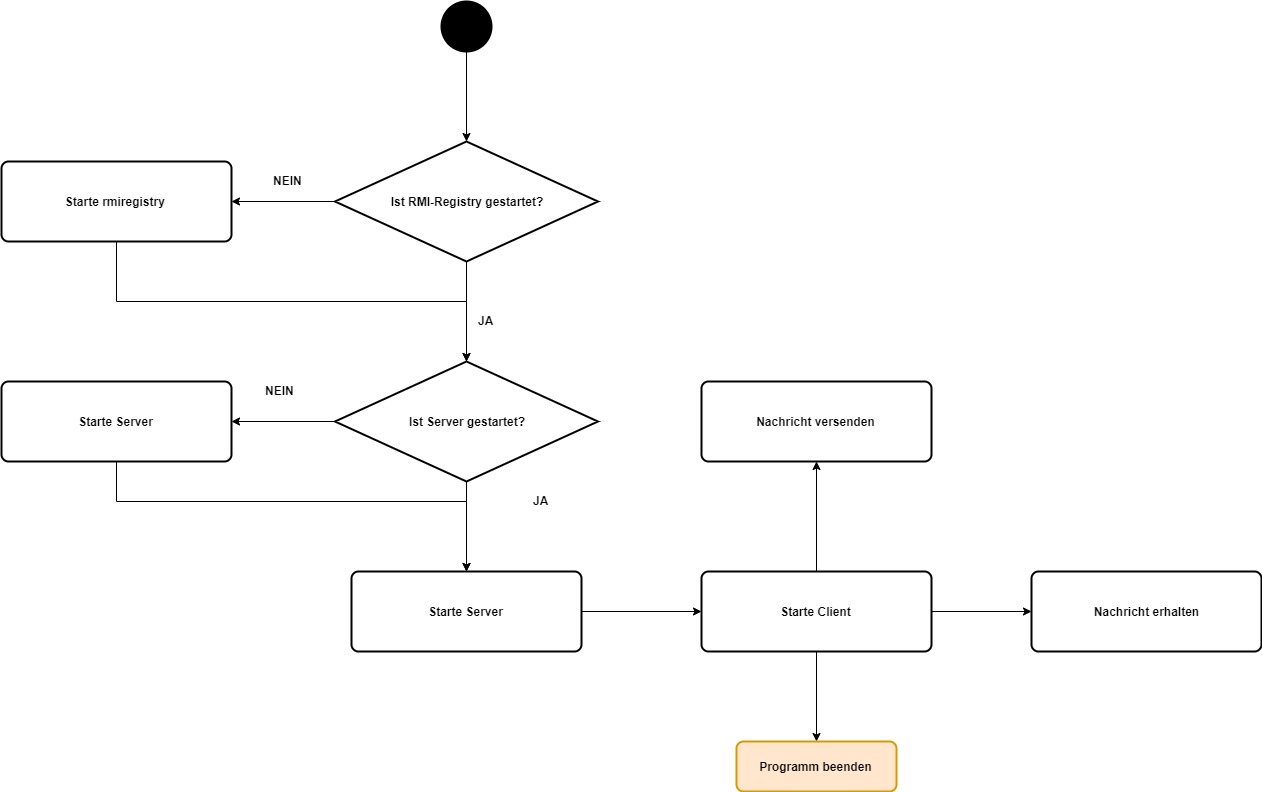 NEIN
Starte rmiregistry
Ist RMI-Registry gestartet?
JA
NEIN
Starte Server
Ist Server gestartet?
Nachricht versenden
JA
Starte Server
Starte Client
Nachricht erhalten
Programm beenden